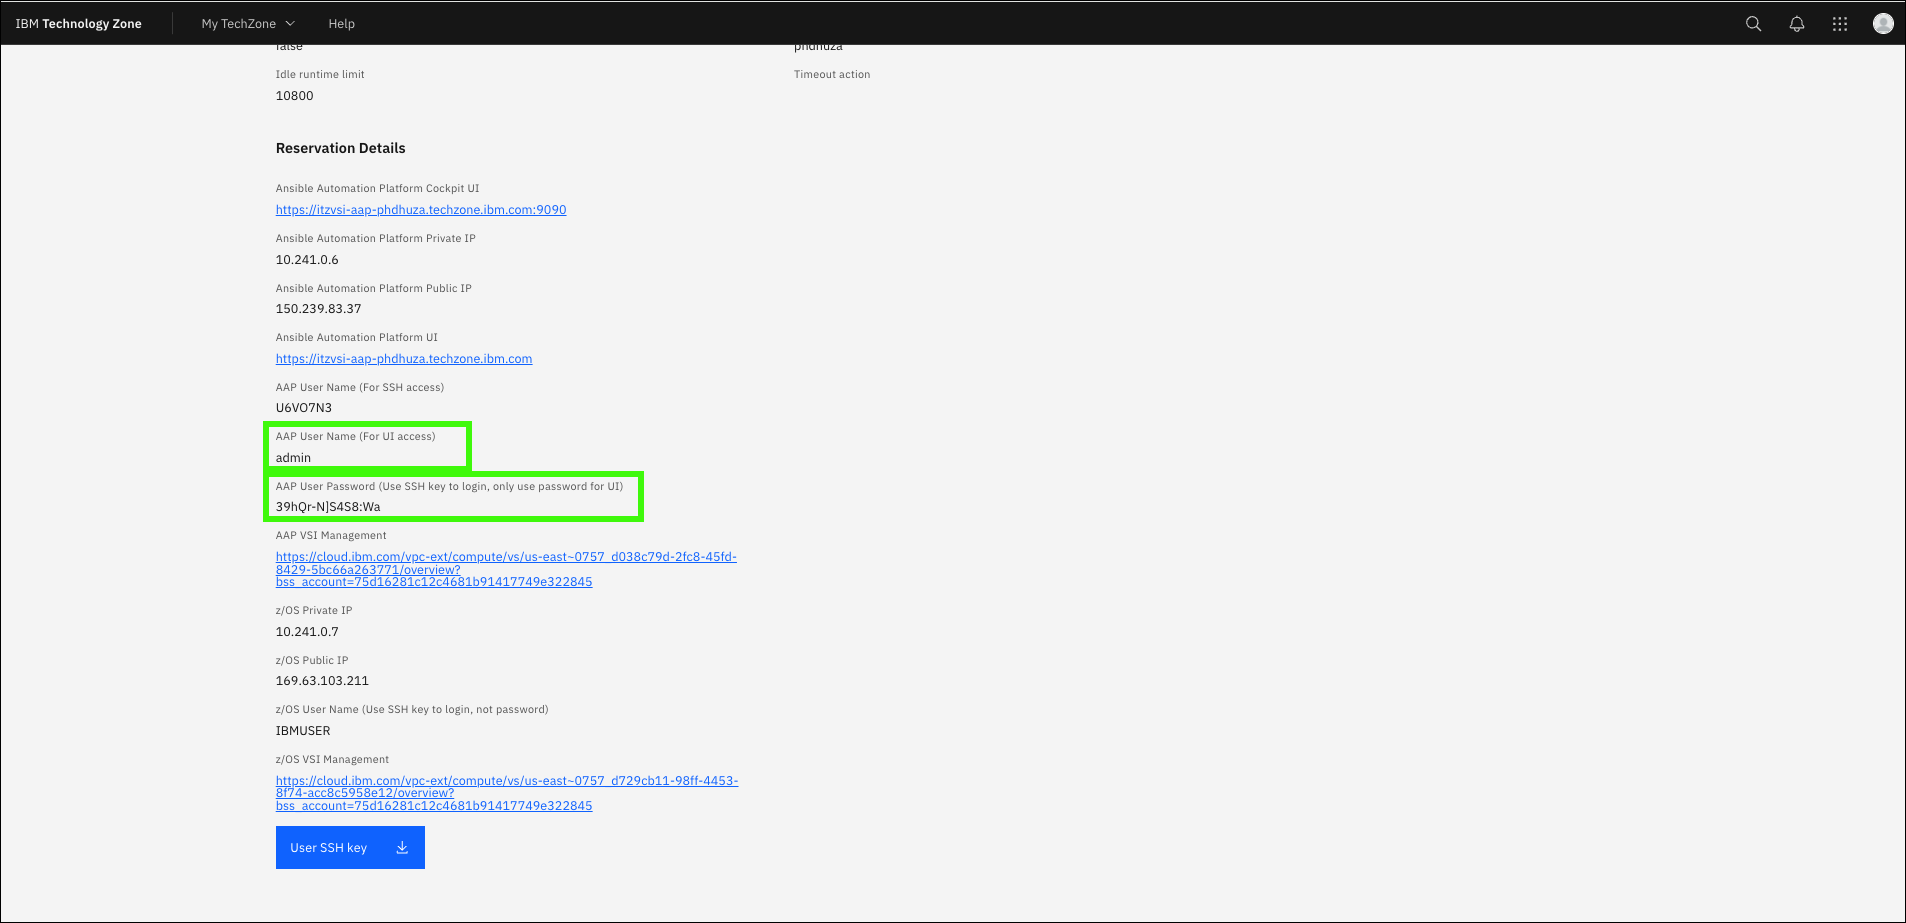 IBM Technology Zone
My TechZone
Help
false
phdhuza
Idle runtime limit
Timeout action
10800
Reservation Details
Ansible Automation Platform Cockpit UI
https://itzvsi-aap-phdhuza.techzone.ibm.com:9090
Ansible Automation Platform Private IP
10.241.0.6
Ansible Automation Platform Public IP
150.239.83.37
Ansible Automation Platform UI
https://itzvsi-aap-phdhuza.techzone.ibm.com
AAP User Name (For SSH access)
U6VO7N3
AAP User Name (For UI access)
admin
AAP User Password (Use SSH key to login, only use password for UI)
39hQr-N]S4S8:Wa
AAP VSI Management
https://cloud.ibm.com/vpc-ext/compute/vs/us-east~0757_d038c79d-2fc8-45fd-
8429-5bc66a263771/overview?
bss_account=75d16281c12c4681b91417749e322845
z/OS Private IP
10.241.0.7
z/OS Public IP
169.63.103.211
z/OS User Name (Use SSH key to login, not password)
IBMUSER
z/OS VSI Management
https://cloud.ibm.com/vpc-ext/compute/vs/us-east~0757_d729cb11-98ff-4453-
8f74-acc8c5958e12/overview?
bss_account=75d16281c12c4681b91417749e322845
User SSH key